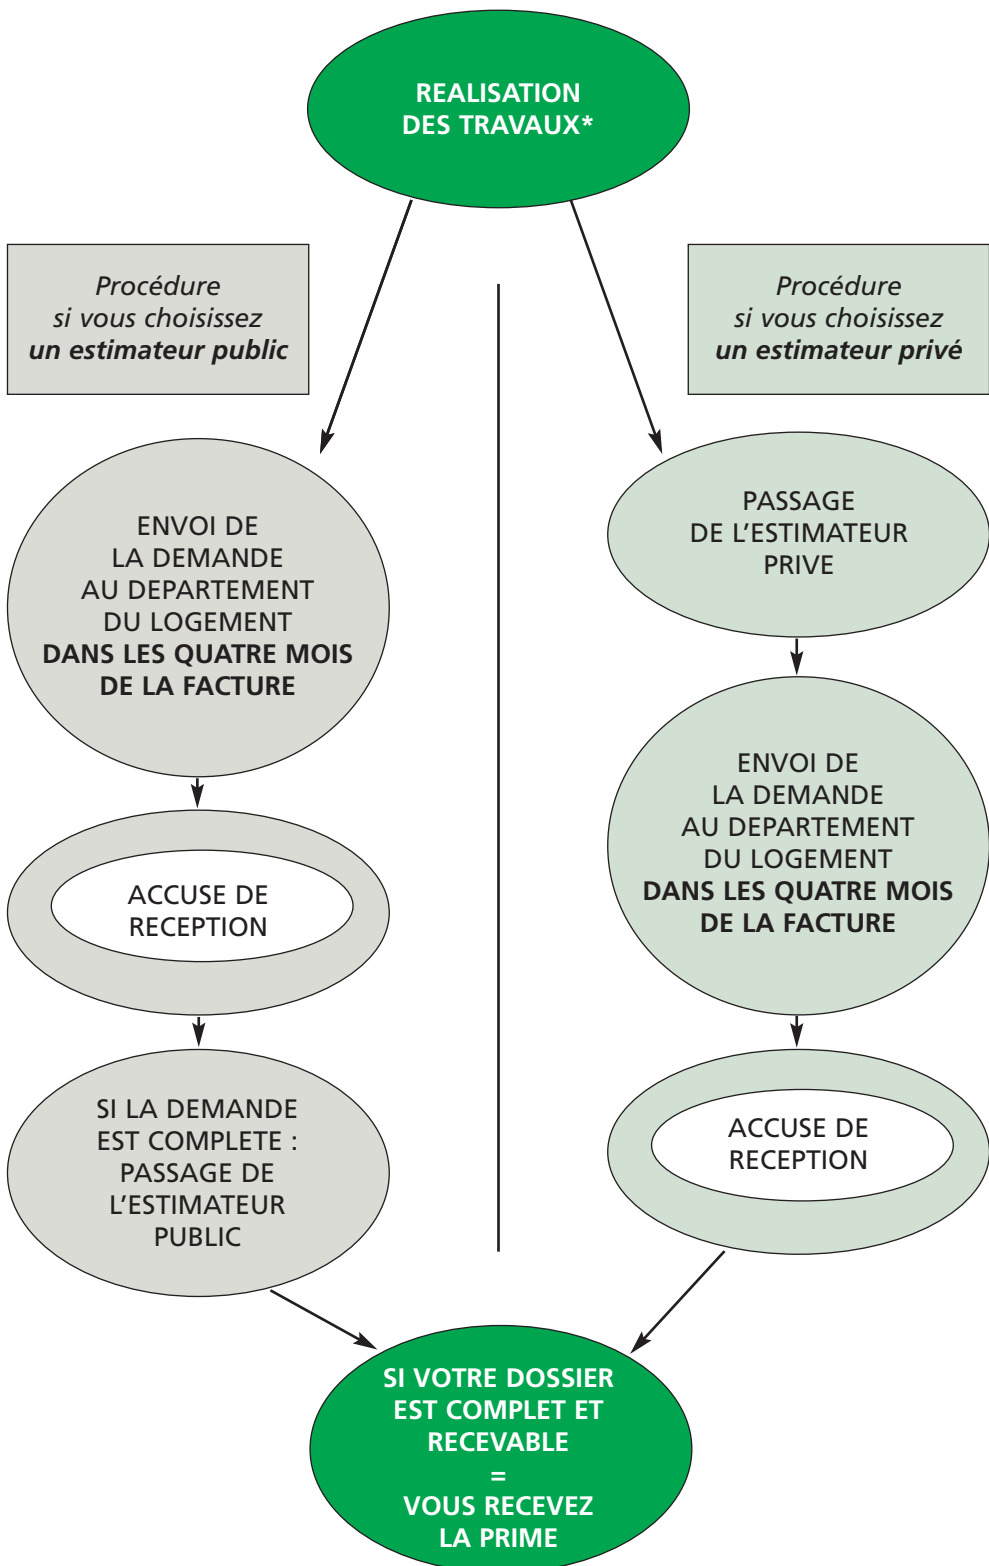 REALISATION
DES TRAVAUX*
Procédure
si vous choisissez
un estimateur public
ENVOI DE
LA DEMANDE
AU DEPARTEMENT
DU LOGEMENT
DANS LES QUATRE MOIS
DE LA FACTURE
ACCUSE DE
RECEPTION
SI LA DEMANDE
EST COMPLETE :
PASSAGE DE
L’ESTIMATEUR
PUBLIC
Procédure
si vous choisissez
un estimateur privé
PASSAGE
DE L’ESTIMATEUR
PRIVE
ENVOI DE
LA DEMANDE
AU DEPARTEMENT
DU LOGEMENT
DANS LES QUATRE MOIS
DE LA FACTURE
ACCUSE DE
RECEPTION
SI VOTRE DOSSIER
EST COMPLET ET
RECEVABLE
=
VOUS RECEVEZ
LA PRIME